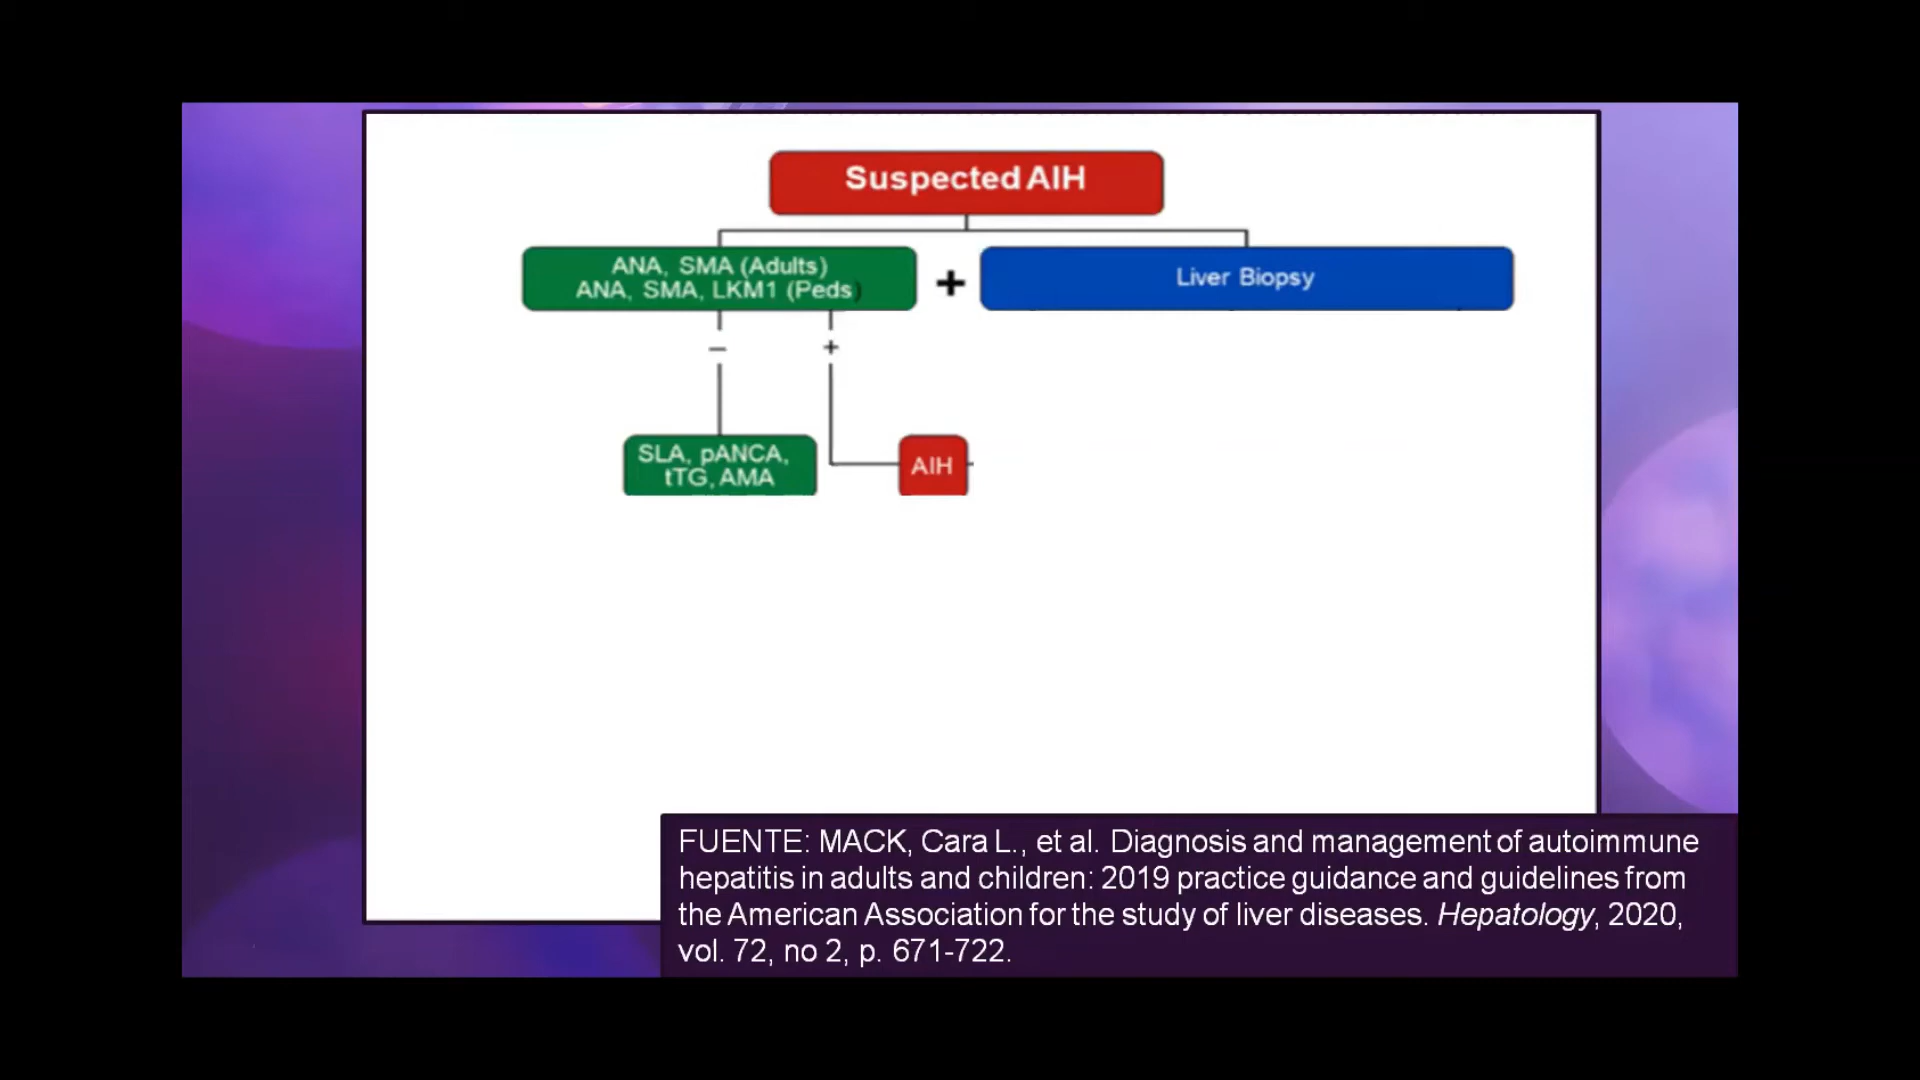 Suspected AIH
ANA, SMA (Adults)
ANA, SMA, LKM1 (Peds)
+
Liver Biopsy
–
+
SLA, pANCA,
tTG, AMA
AIH
FUENTE: MACK, Cara L., et al. Diagnosis and management of autoimmune
hepatitis in adults and children: 2019 practice guidance and guidelines from
the American Association for the study of liver diseases. Hepatology, 2020,
vol. 72, no 2, p. 671-722.